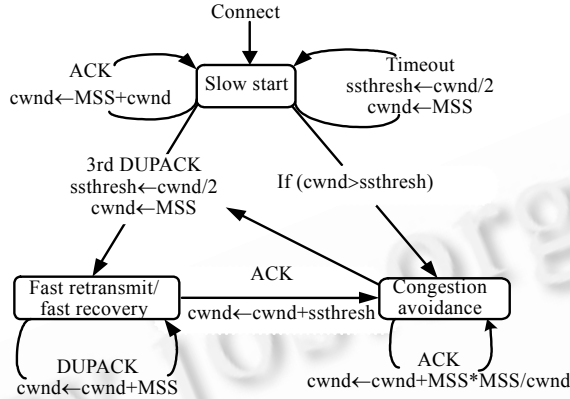 Connect
ACK
cwnd←MSS+cwnd
Slow start
Timeout
ssthresh←cwnd/2
cwnd←MSS
3rd DUPACK
ssthresh←cwnd/2
cwnd←MSS
If (cwnd>ssthresh)
Fast retransmit/
fast recovery
ACK
cwnd←cwnd+ssthresh
Congestion
avoidance
DUPACK
cwnd←cwnd+MSS
ACK
cwnd←cwnd+MSS*MSS/cwnd